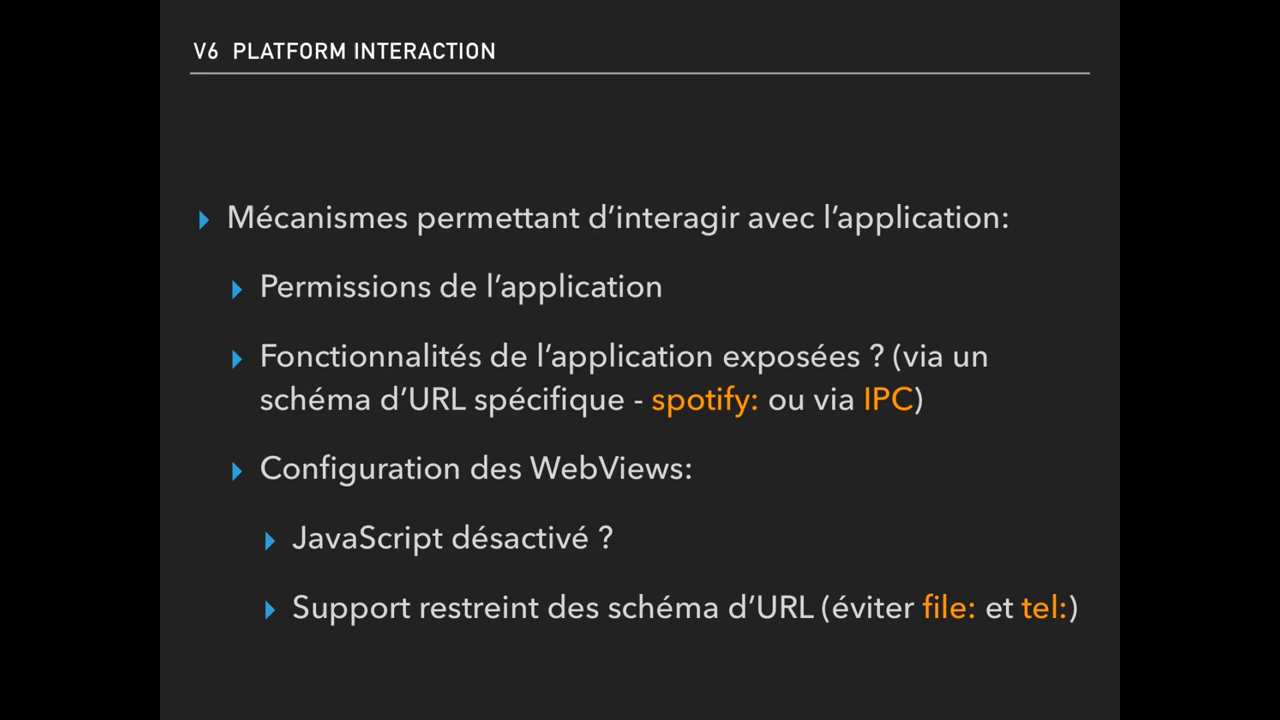 V6 PLATFORM INTERACTION
Mécanismes permettant d’interagir avec l’application:
Permissions de l’application
Fonctionnalités de l’application exposées ? (via un
schéma d’URL spécifique - spotify: ou via IPC)
Configuration des WebViews:
JavaScript désactivé ?
Support restreint des schéma d’URL (éviter file: et tel:)